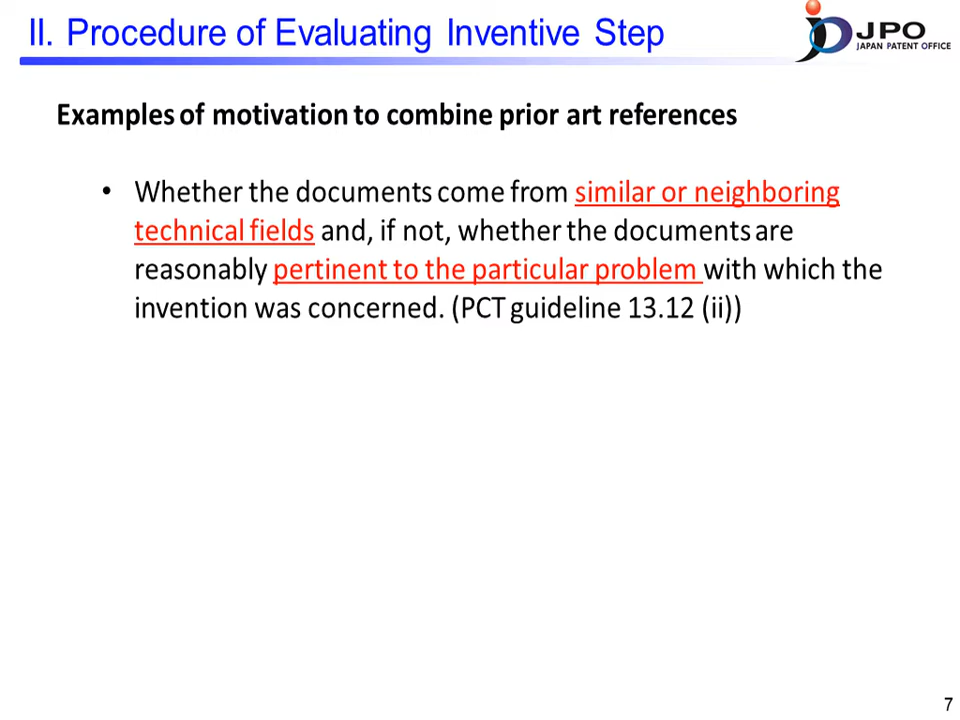 II. Procedure of Evaluating Inventive Step
JPO
JAPAN PATENT OFFICE
Examples of motivation to combine prior art references
• Whether the documents come from similar or neighboring
technical fields and, if not, whether the documents are
reasonably pertinent to the particular problem with which the
invention was concerned. (PCT guideline 13.12 (ii))
7